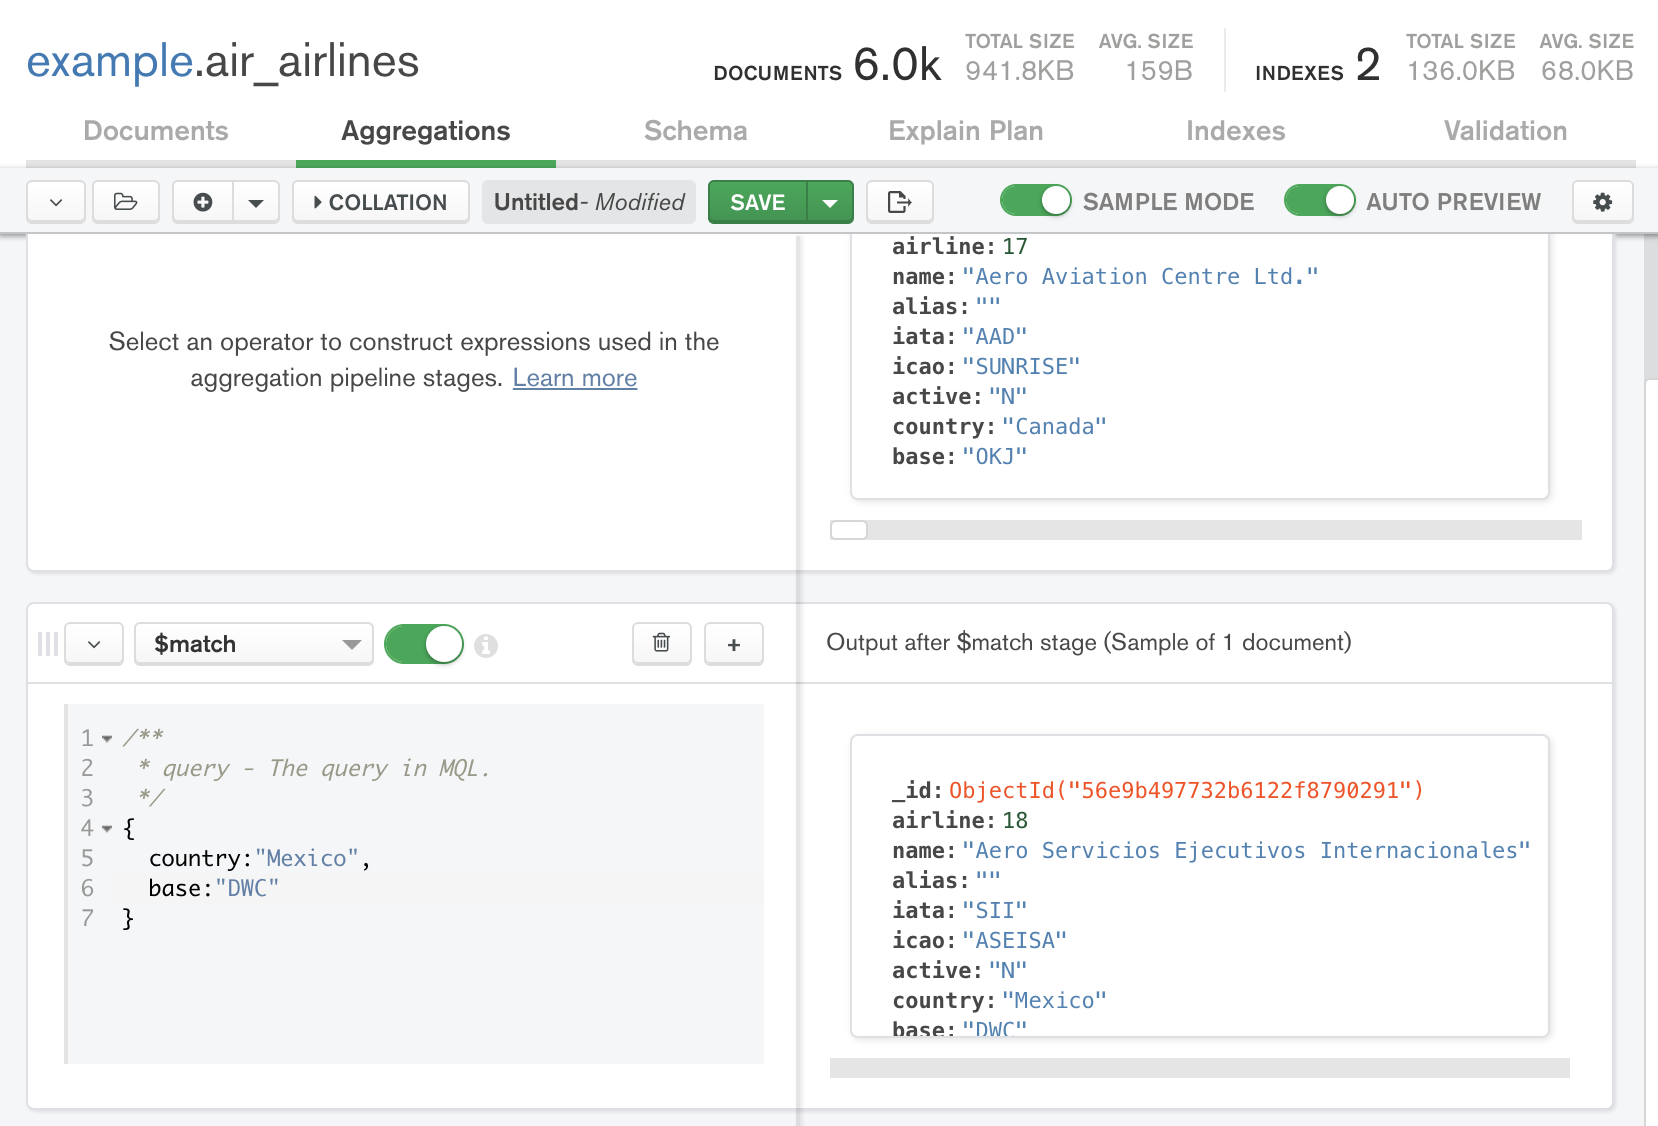 example.air_airlines
DOCUMENTS 6.0k TOTAL SIZE 941.8KB AVG. SIZE 159B INDEXES 2 TOTAL SIZE 136.0KB AVG. SIZE 68.0KB
Documents Aggregations Schema Explain Plan Indexes Validation
COLLATION Untitled- Modified SAVE SAMPLE MODE AUTO PREVIEW
Select an operator to construct expressions used in the
aggregation pipeline stages. Learn more
airline: 17
name: "Aero Aviation Centre Ltd."
alias: ""
iata: "AAD"
icao: "SUNRISE"
active: "N"
country: "Canada"
base: "OKJ"
$match
Output after $match stage (Sample of 1 document)
1 /**
2 * query - The query in MQL.
3 */
4 {
5 country:"Mexico",
6 base:"DWC"
7 }
_id: ObjectId("56e9b497732b6122f8790291")
airline: 18
name: "Aero Servicios Ejecutivos Internacionales"
alias: ""
iata: "SII"
icao: "ASEISA"
active: "N"
country: "Mexico"
base: "DWC"